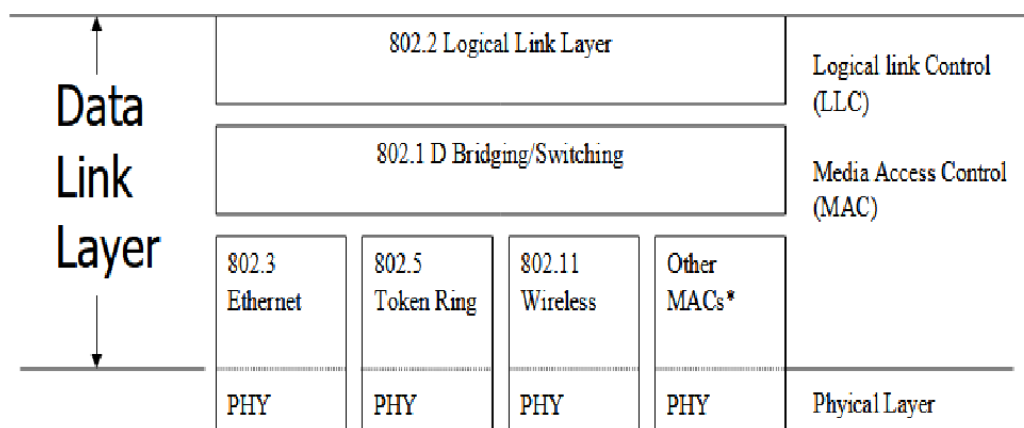 802.2 Logical Link Layer
Logical link Control
(LLC)
Data
Link
Layer
802.1 D Bridging/Switching
Media Access Control
(MAC)
802.3
Ethernet
802.5
Token Ring
802.11
Wireless
Other
MACs*
PHY
PHY
PHY
PHY
Phyical Layer